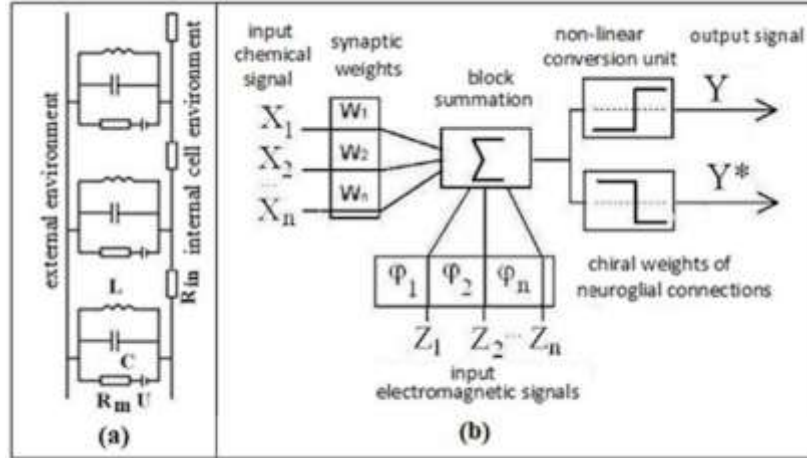 external environment
internal cell environment
R in
L
C
R m U
(a)
input
chemical
signal
synaptic
weights
block
summation
non-linear
conversion unit
output signal
X1
X2
...
Xn
W1
W2
Wn
Σ
Y
Y*
φ1 φ2 φn
Z1 Z2 ... Zn
chiral weights of
neuroglial connections
input
electromagnetic signals
(b)